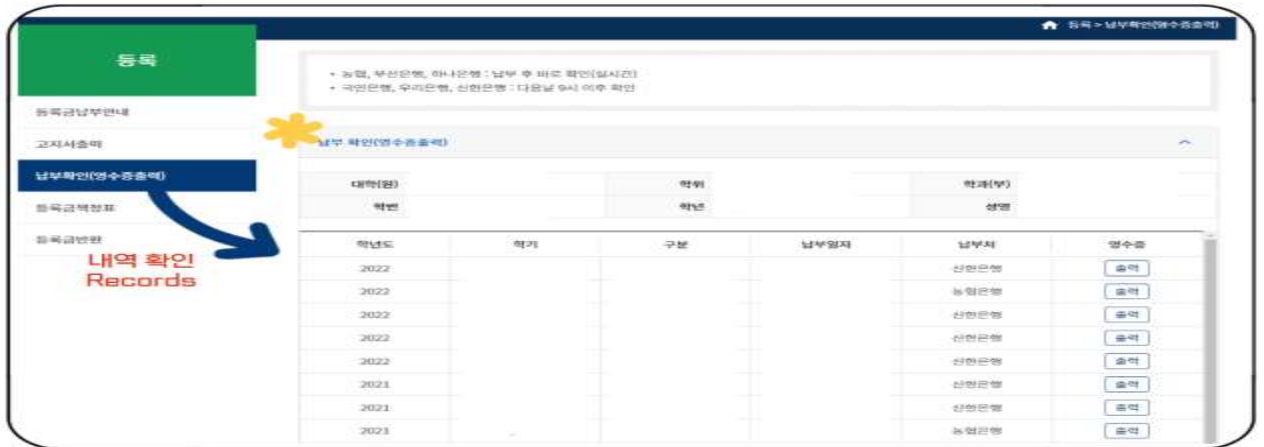 등록 > 납부확인(영수증출력)
등록
• 농협, 부산은행, 하나은행 : 납부 후 바로 확인(실시간)
• 국민은행, 우리은행, 신한은행 : 다음날 9시 이후 확인
등록금납부안내
고지서출력
납부확인(영수증출력)
등록금책정표
등록금반환
내역 확인
Records
납부 확인(영수증출력)
대학(원) 학위 학과(부)
학번 학년 성명
학년도 학기 구분 납부일자 납부처 영수증
2022 신한은행 출력
2022 농협은행 출력
2022 신한은행 출력
2022 신한은행 출력
2022 신한은행 출력
2021 신한은행 출력
2021 신한은행 출력
2021 농협은행 출력